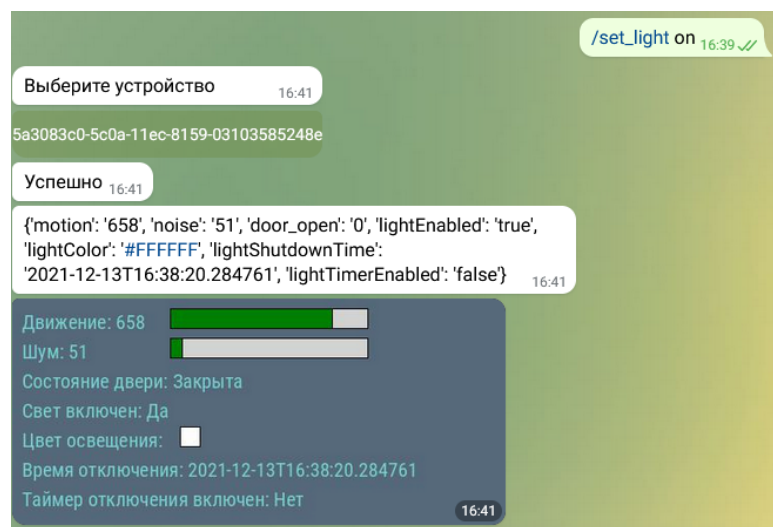 /set_light on 16:39
Выберите устройство 16:41
5a3083c0-5c0a-11ec-8159-03103585248e
Успешно 16:41
{'motion': '658', 'noise': '51', 'door_open': '0', 'lightEnabled': 'true',
'lightColor': '#FFFFFF', 'lightShutdownTime':
'2021-12-13T16:38:20.284761', 'lightTimerEnabled': 'false'} 16:41
Движение: 658
Шум: 51
Состояние двери: Закрыта
Свет включен: Да
Цвет освещения:
Время отключения: 2021-12-13T16:38:20.284761
Таймер отключения включен: Нет
16:41